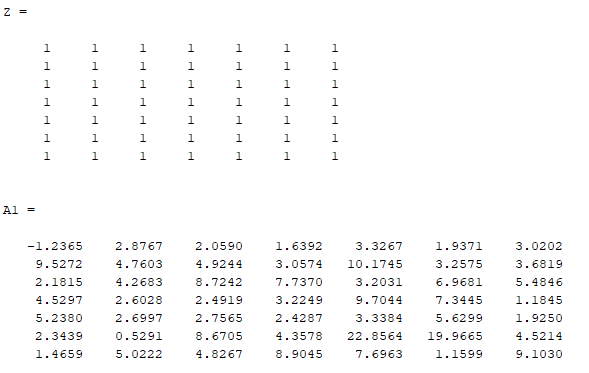 Z =
1 1 1 1 1 1 1
1 1 1 1 1 1 1
1 1 1 1 1 1 1
1 1 1 1 1 1 1
1 1 1 1 1 1 1
1 1 1 1 1 1 1
1 1 1 1 1 1 1
A1 =
-1.2365 2.8767 2.0590 1.6392 3.3267 1.9371 3.0202
9.5272 4.7603 4.9244 3.0574 10.1745 3.2575 3.6819
2.1815 4.2683 8.7242 7.7370 3.2031 6.9681 5.4846
4.5297 2.6028 2.4919 3.2249 9.7044 7.3445 1.1845
5.2380 2.6997 2.7565 2.4287 3.3384 5.6299 1.9250
2.3439 0.5291 8.6705 4.3578 22.8564 19.9665 4.5214
1.4659 5.0222 4.8267 8.9045 7.6963 1.1599 9.1030